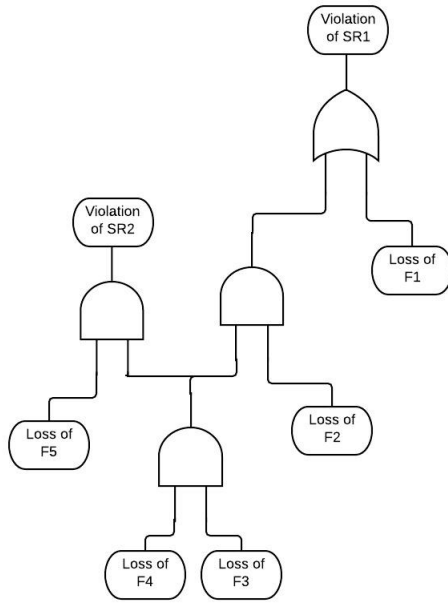 Violation
of SR1
Violation
of SR2
Loss of
F1
Loss of
F5
Loss of
F2
Loss of
F4
Loss of
F3